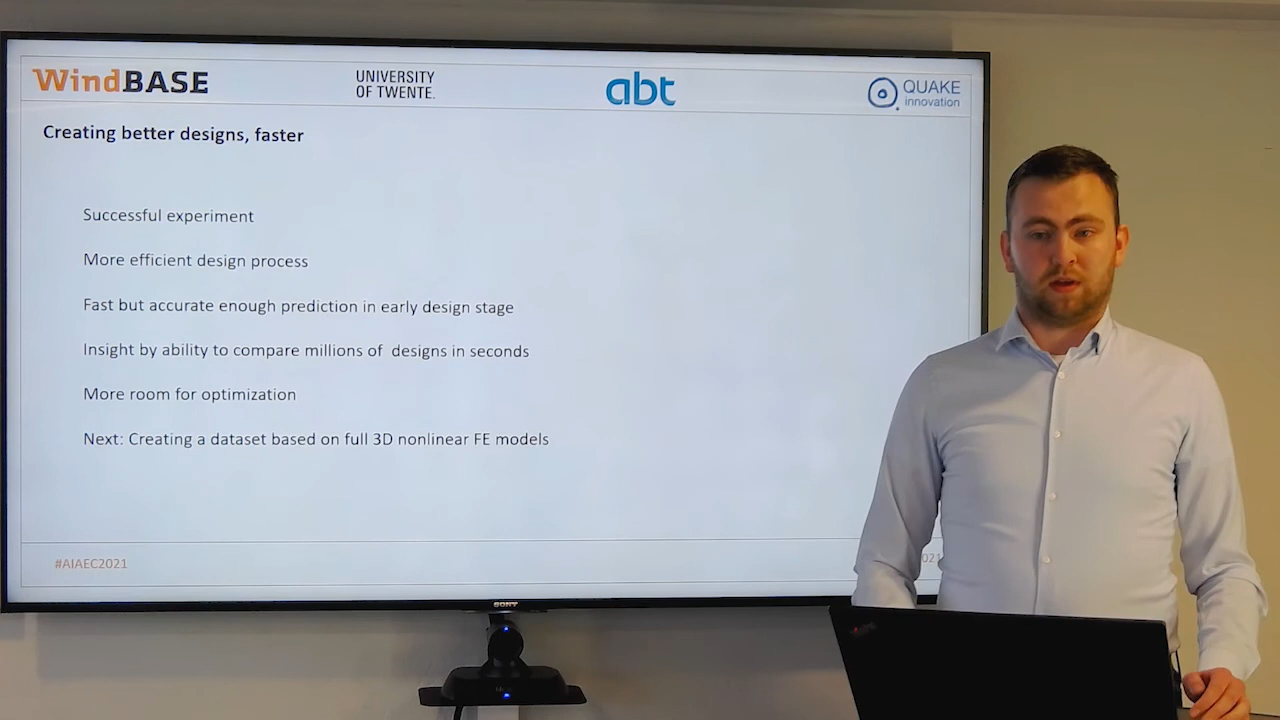 WindBASE
UNIVERSITY
OF TWENTE.
abt
QUAKE
innovation
Creating better designs, faster
Successful experiment
More efficient design process
Fast but accurate enough prediction in early design stage
Insight by ability to compare millions of designs in seconds
More room for optimization
Next: Creating a dataset based on full 3D nonlinear FE models
#AIAEC2021
021
SONY